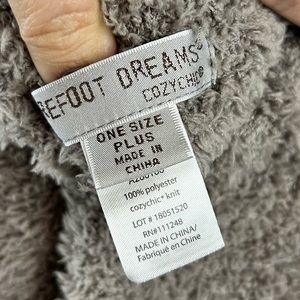 REFOOT DREAMS®
COZYCHIC®
ONE SIZE
PLUS
MADE IN
CHINA
100% polyester
cozychic® knit
LOT # 18051520
RN#111248
MADE IN CHINA/
Fabriqué en Chine